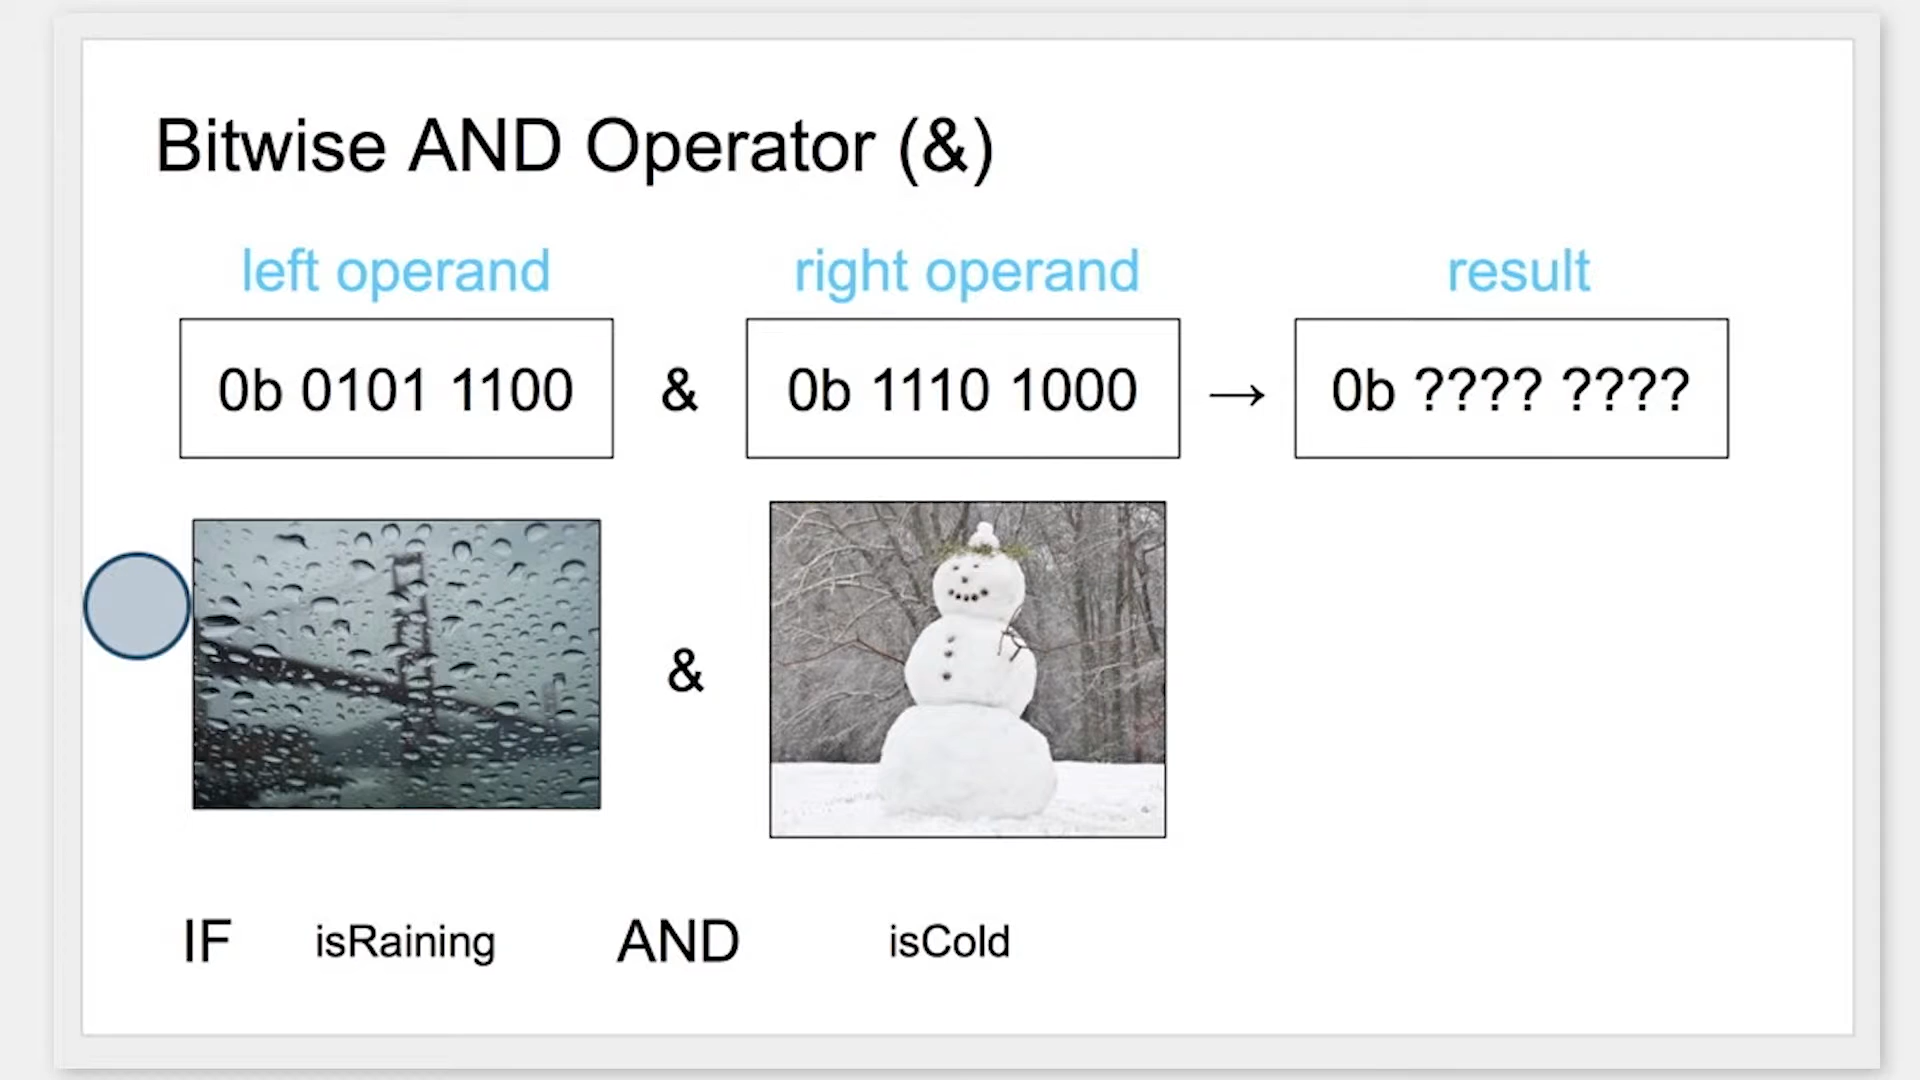 Bitwise AND Operator (&)
left operand right operand result
0b 0101 1100 & 0b 1110 1000 → 0b ???? ????
&
IF isRaining AND isCold